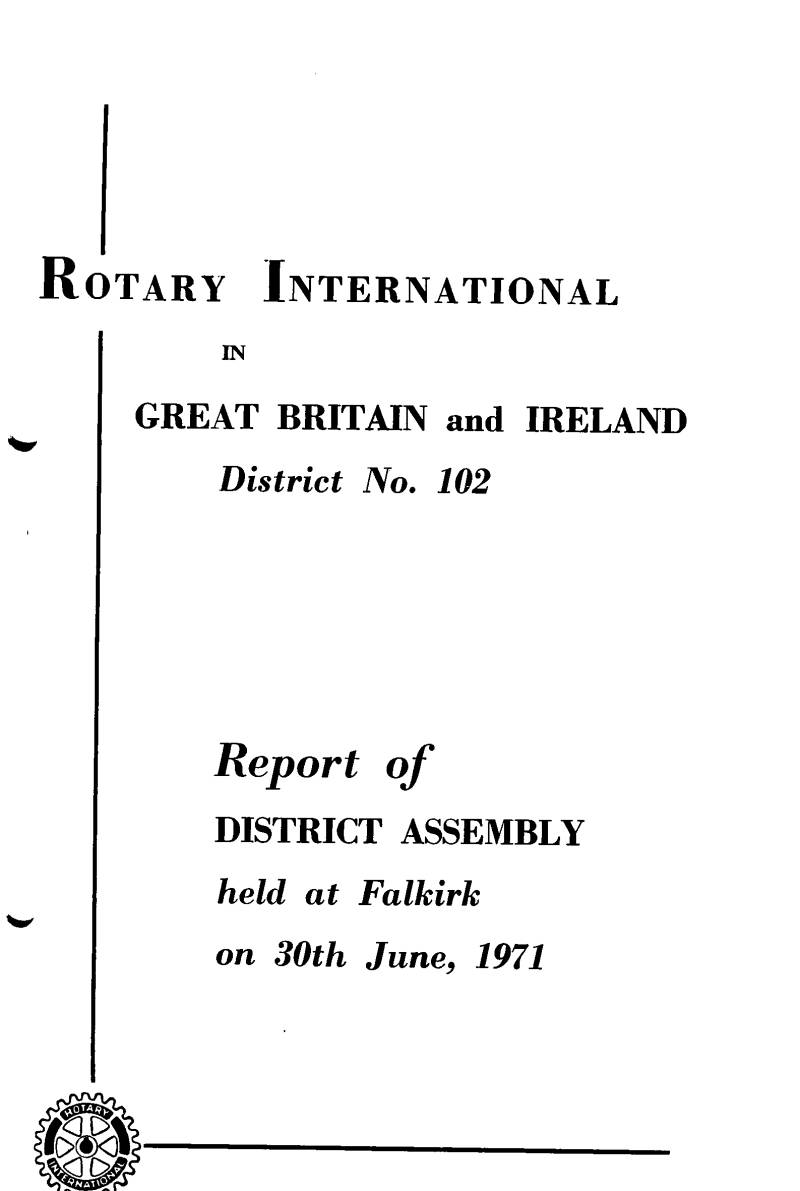 ROTARY INTERNATIONAL
IN
GREAT BRITAIN and IRELAND
District No. 102
Report of
DISTRICT ASSEMBLY
held at Falkirk
on 30th June, 1971
ROTARY
INTERNATIONAL